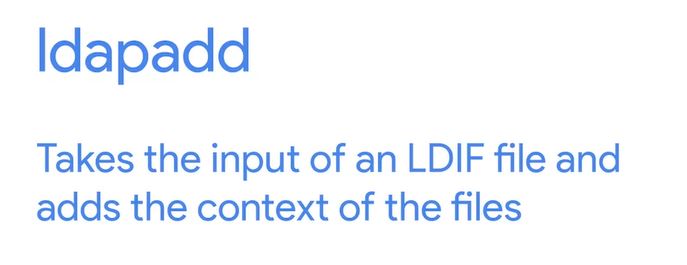 ldapadd
Takes the input of an LDIF file and
adds the context of the files